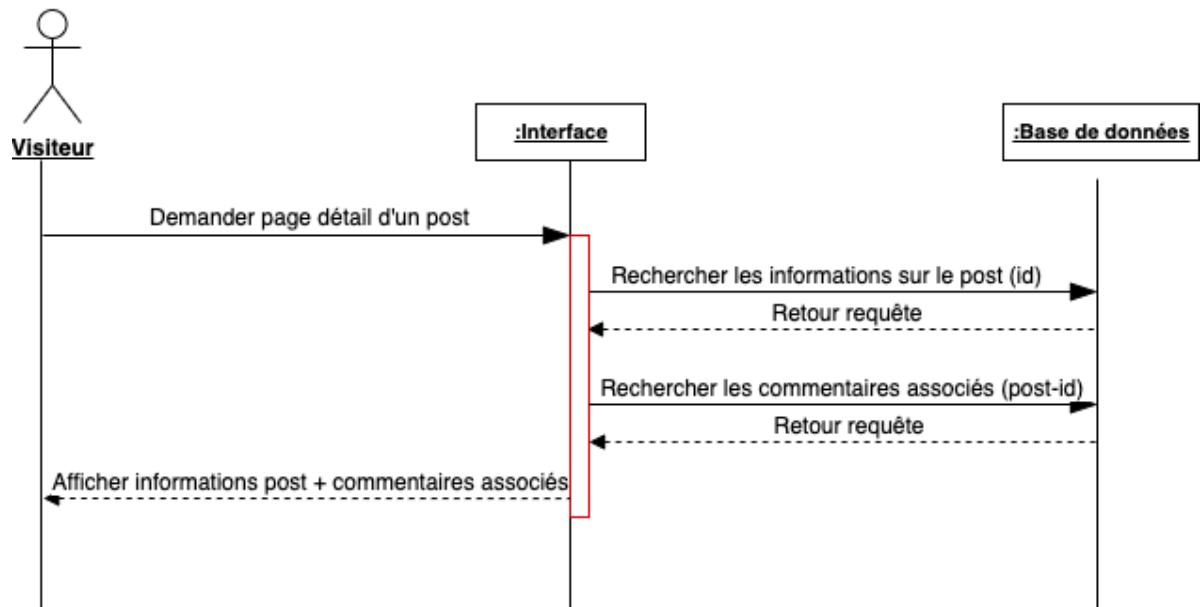 Visiteur
:Interface
:Base de données
Demander page détail d'un post
Rechercher les informations sur le post (id)
Retour requête
Rechercher les commentaires associés (post-id)
Retour requête
Afficher informations post + commentaires associés